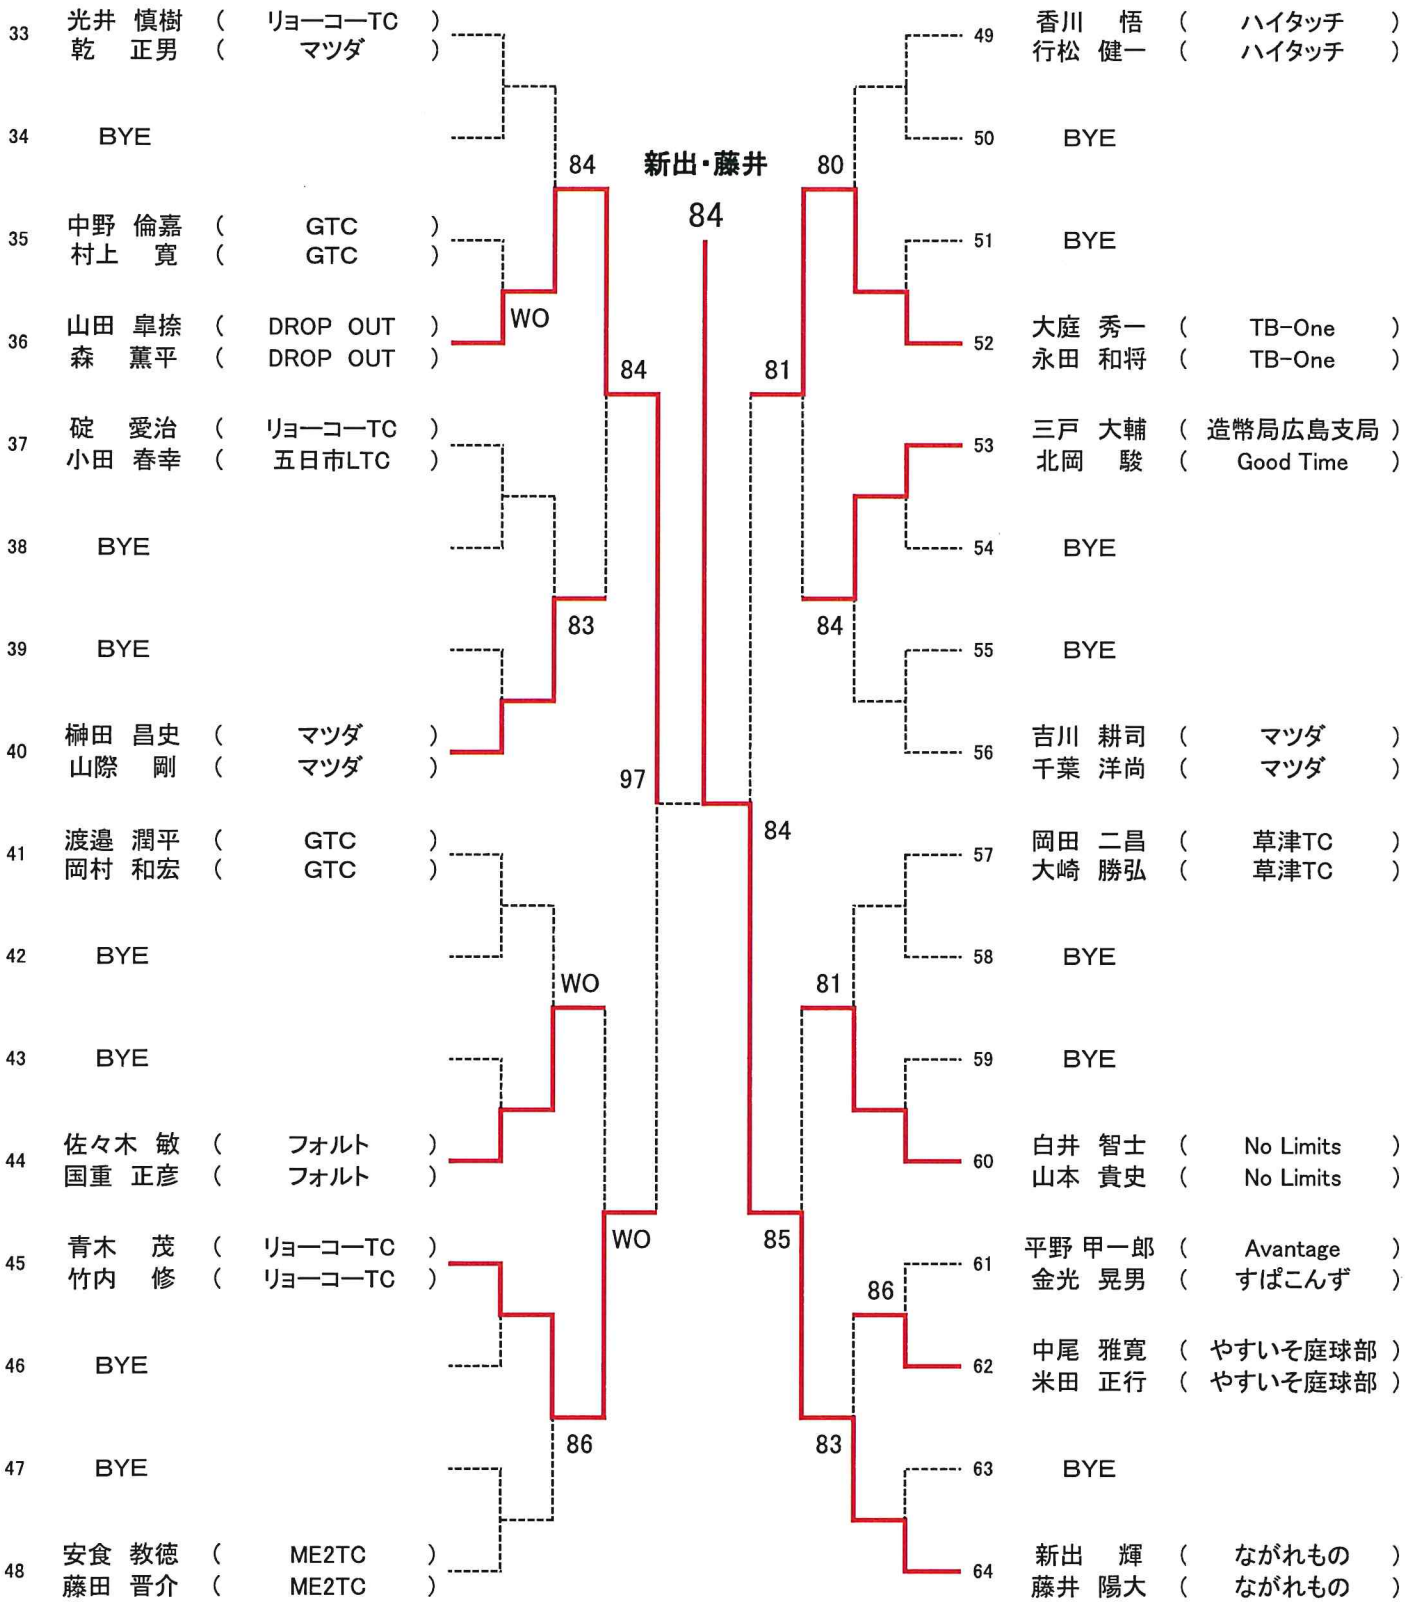 33 光井 慎樹 ( リョーコーTC )
乾 正男 ( マツダ )
34 BYE
35 中野 倫嘉 ( GTC )
村上 寛 ( GTC )
36 山田 皐捺 ( DROP OUT )
森 薫平 ( DROP OUT )
37 碇 愛治 ( リョーコーTC )
小田 春幸 ( 五日市LTC )
38 BYE
39 BYE
40 榊田 昌史 ( マツダ )
山際 剛 ( マツダ )
41 渡邉 潤平 ( GTC )
岡村 和宏 ( GTC )
42 BYE
43 BYE
44 佐々木 敏 ( フォルト )
国重 正彦 ( フォルト )
45 青木 茂 ( リョーコーTC )
竹内 修 ( リョーコーTC )
46 BYE
47 BYE
48 安食 教徳 ( ME2TC )
藤田 晋介 ( ME2TC )
84
WO
84
83
97
WO
WO
86
新出・藤井
84
80
81
84
84
81
85
86
83
49 香川 悟 ( ハイタッチ )
行松 健一 ( ハイタッチ )
50 BYE
51 BYE
52 大庭 秀一 ( TB-One )
永田 和将 ( TB-One )
53 三戸 大輔 ( 造幣局広島支局 )
北岡 駿 ( Good Time )
54 BYE
55 BYE
56 吉川 耕司 ( マツダ )
千葉 洋尚 ( マツダ )
57 岡田 二昌 ( 草津TC )
大崎 勝弘 ( 草津TC )
58 BYE
59 BYE
60 白井 智士 ( No Limits )
山本 貴史 ( No Limits )
61 平野 甲一郎 ( Avantage )
金光 晃男 ( すぱこんず )
62 中尾 雅寛 ( やすいそ庭球部 )
米田 正行 ( やすいそ庭球部 )
63 BYE
64 新出 輝 ( ながれもの )
藤井 陽大 ( ながれもの )